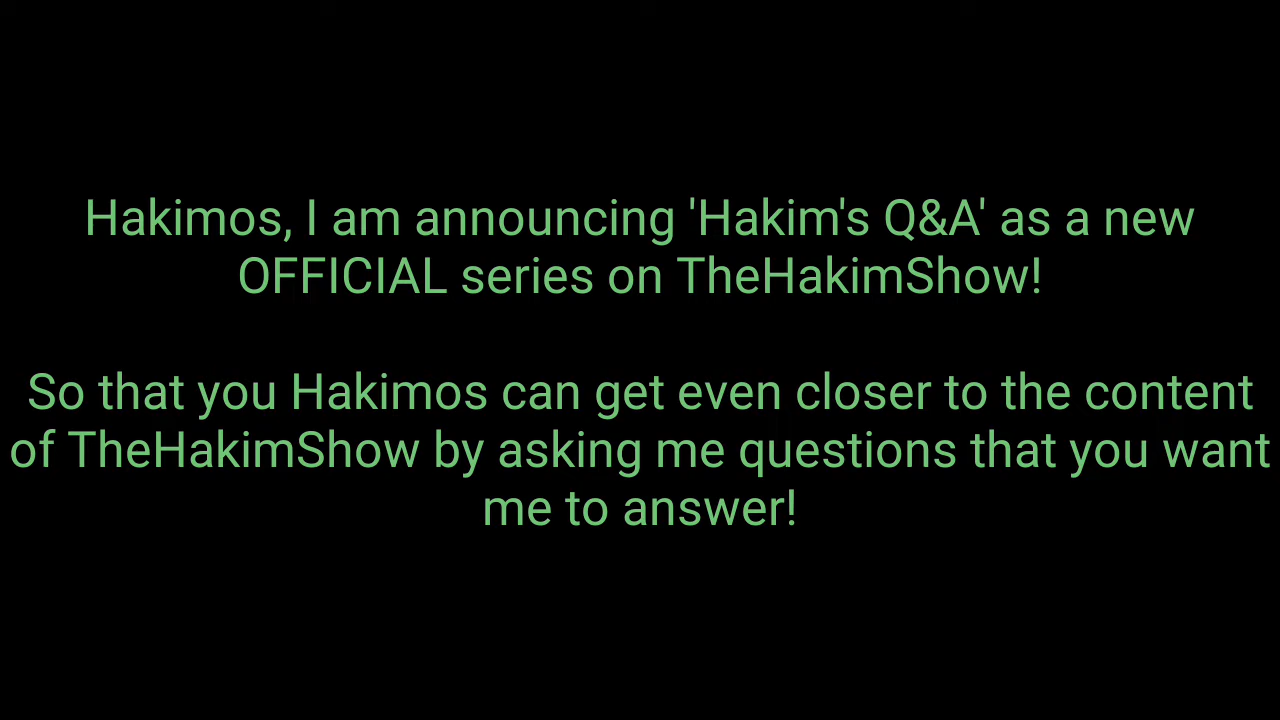 Hakimos, I am announcing 'Hakim's Q&A' as a new
OFFICIAL series on TheHakimShow!
So that you Hakimos can get even closer to the content
of TheHakimShow by asking me questions that you want
me to answer!